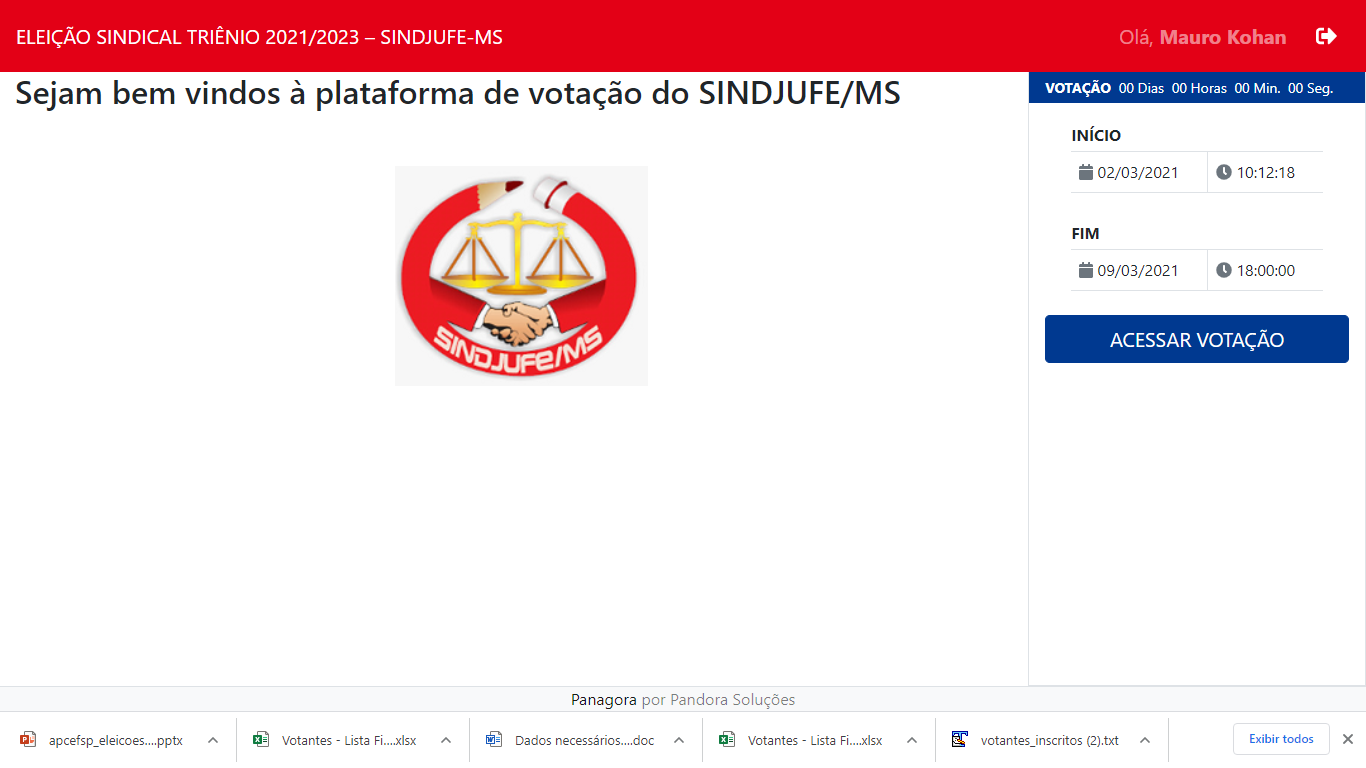 ELEIÇÃO SINDICAL TRIÊNIO 2021/2023 – SINDJUFE-MS
Olá, Mauro Kohan
Sejam bem vindos à plataforma de votação do SINDJUFE/MS
SINDJUFE/MS
VOTAÇÃO 00 Dias 00 Horas 00 Min. 00 Seg.
INÍCIO
02/03/2021 10:12:18
FIM
09/03/2021 18:00:00
ACESSAR VOTAÇÃO
Panagora por Pandora Soluções
apcefsp_eleicoes....pptx
Votantes - Lista Fi....xlsx
Dados necessários....doc
Votantes - Lista Fi....xlsx
votantes_inscritos (2).txt
Exibir todos